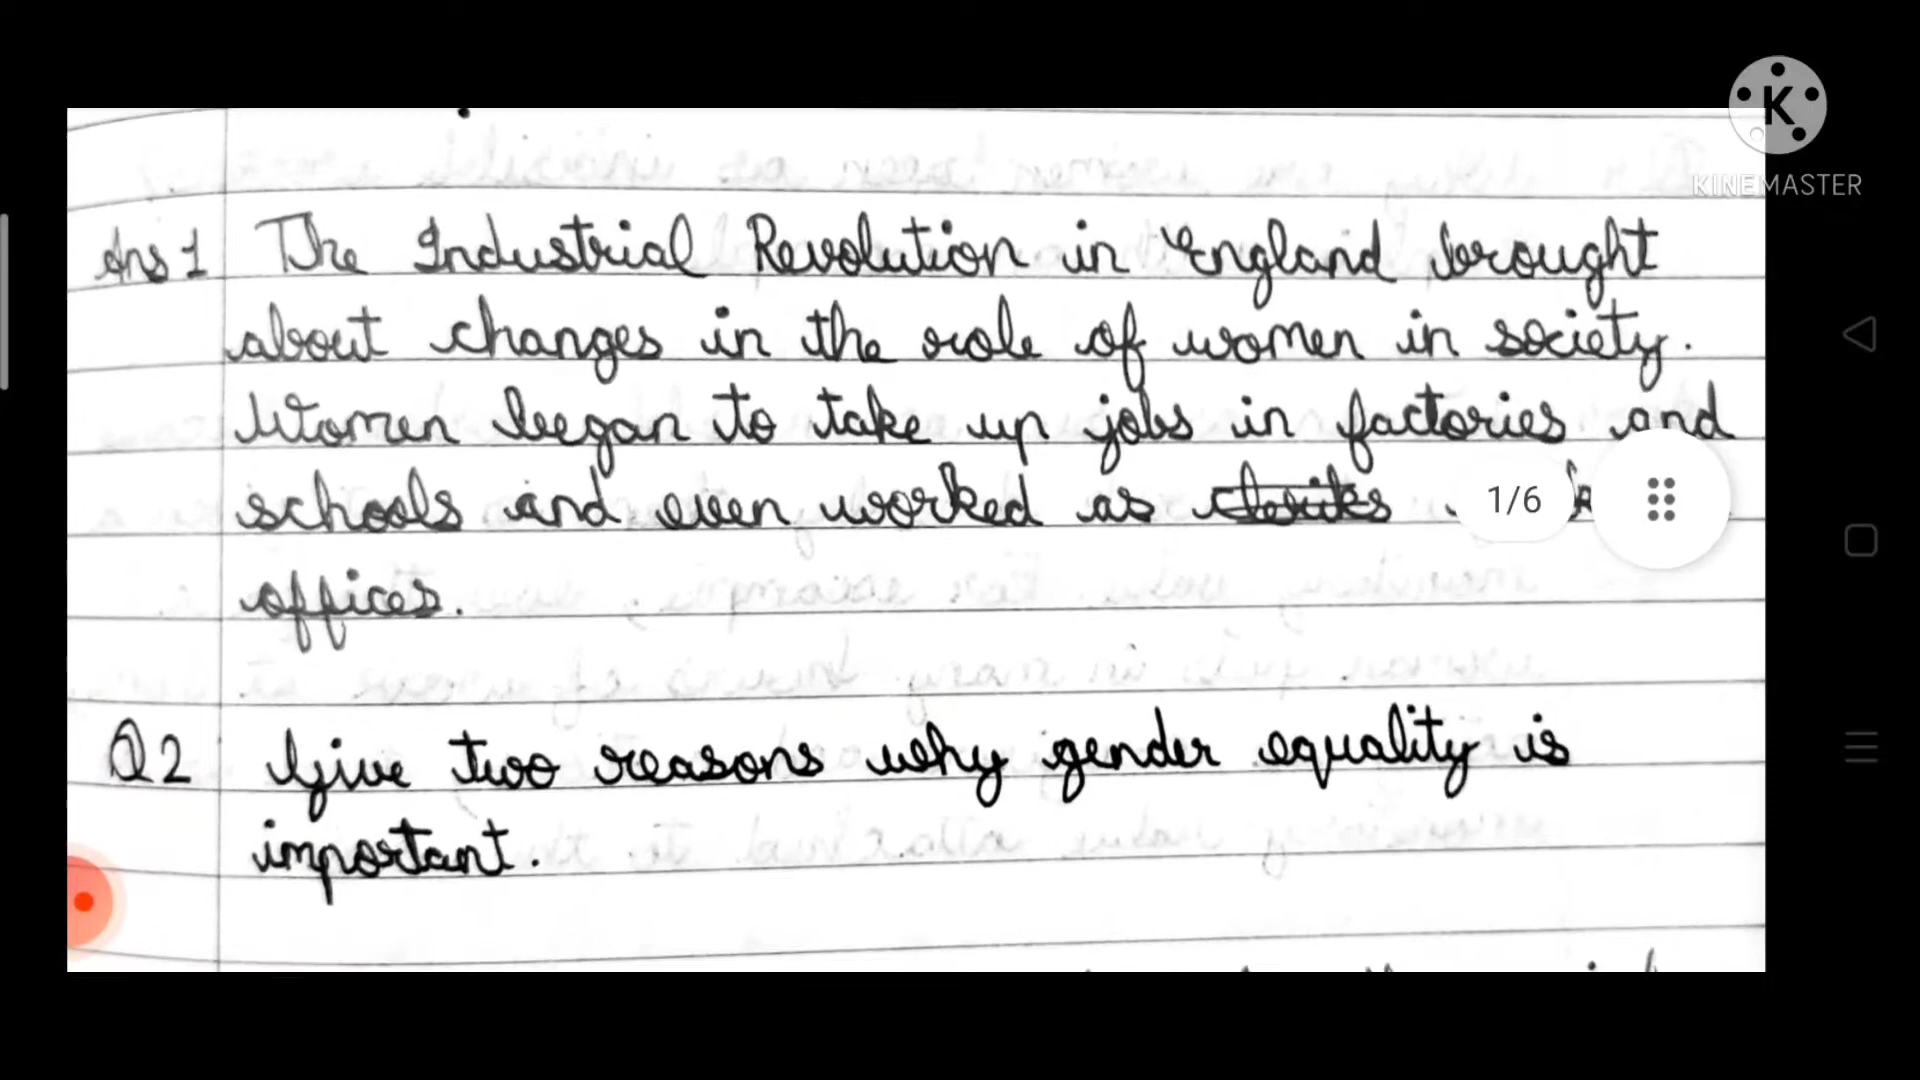 KINEMASTER
Ans 1 The Industrial Revolution in England brought
about changes in the role of women in society.
Women began to take up jobs in factories and
schools and even worked as
1/6
offices.
Q2 Give two reasons why gender equality is
important.